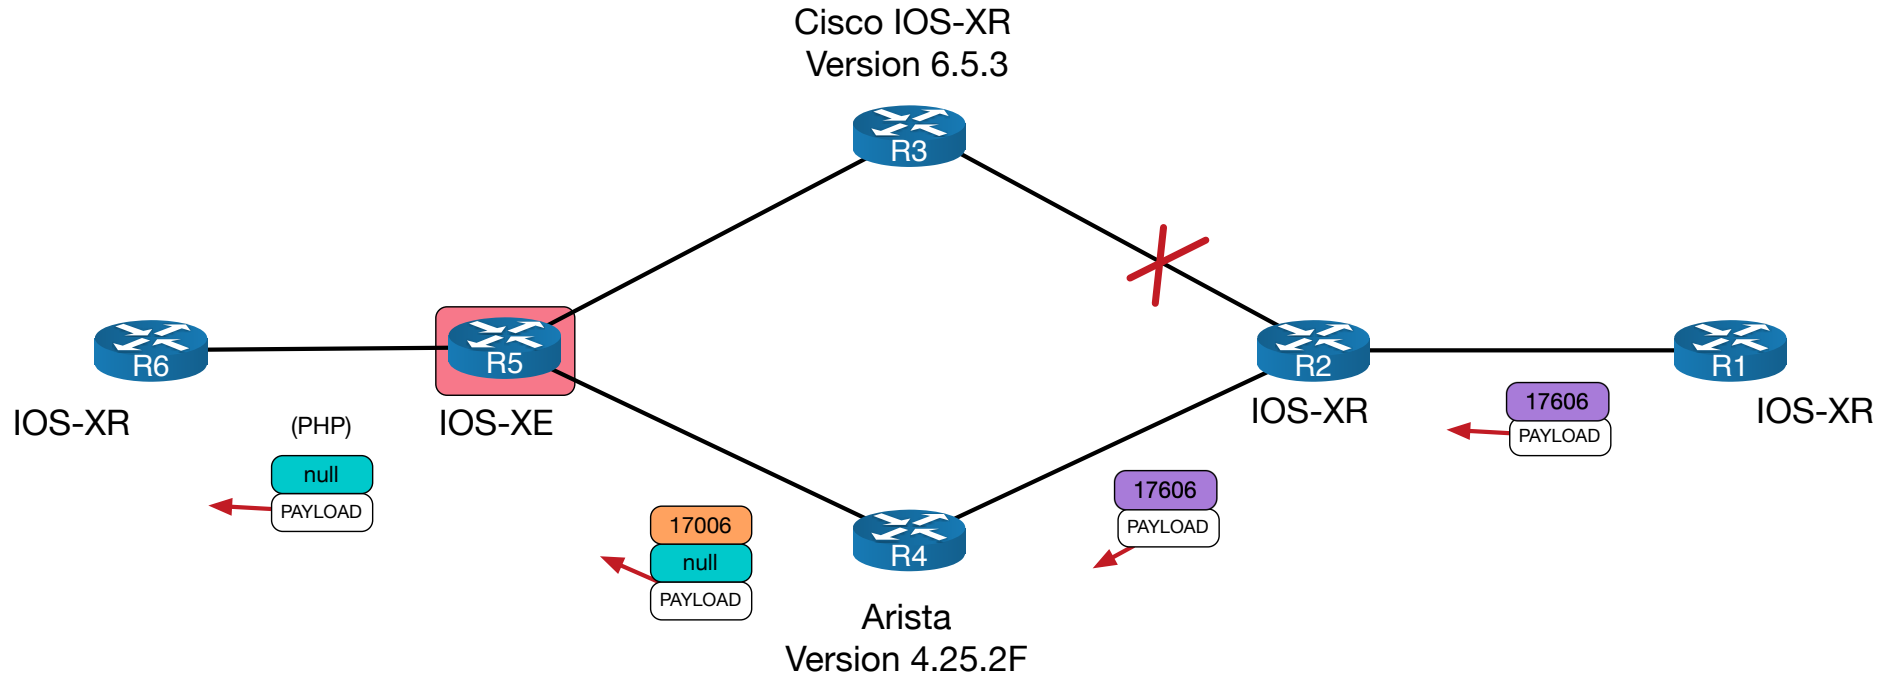 Cisco IOS-XR
Version 6.5.3
R3
R6
R5
R2
R1
IOS-XR
(PHP)
IOS-XE
IOS-XR
IOS-XR
17606
PAYLOAD
null
PAYLOAD
17606
PAYLOAD
17006
null
PAYLOAD
R4
Arista
Version 4.25.2F